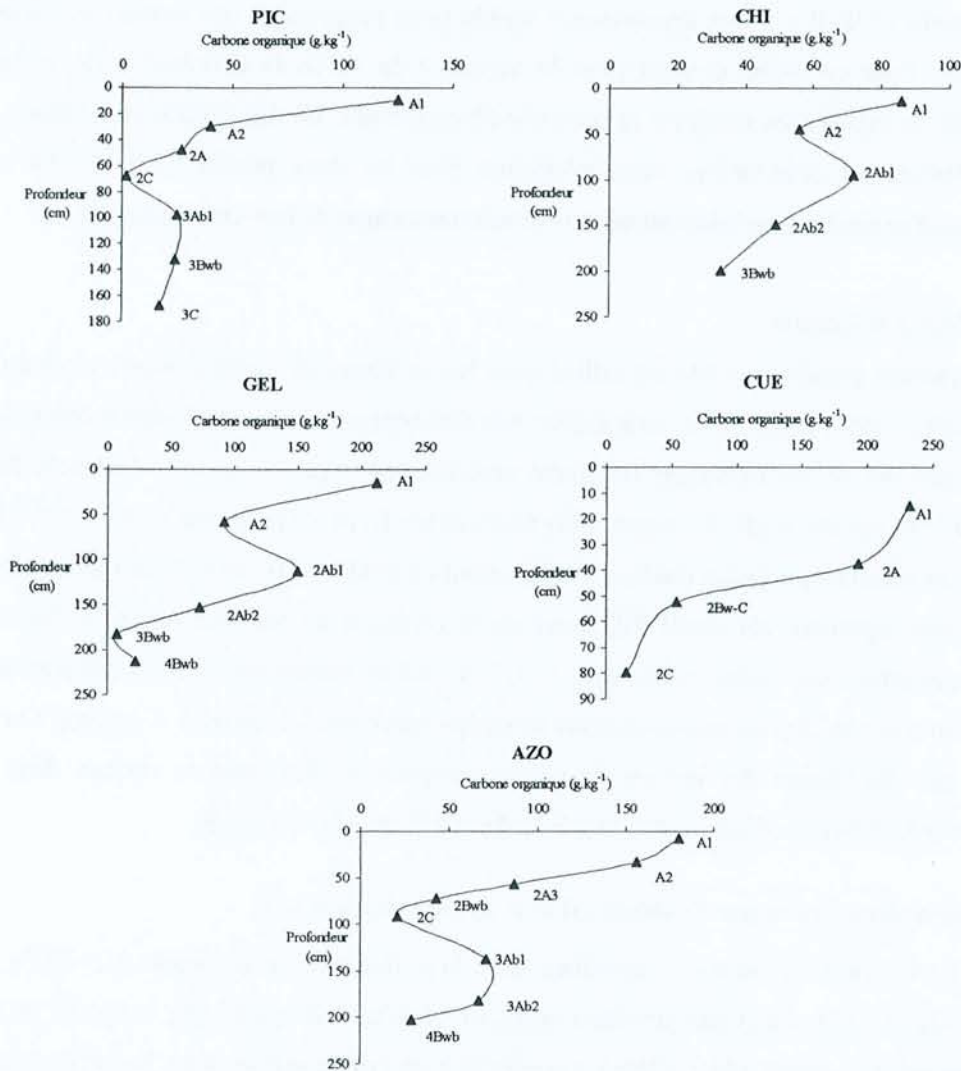 PIC
Carbone organique (g.kg-1)
0 50 100 150
0
20
40
60
80
100
120
140
160
180
Profondeur
(cm)
A1
A2
2A
2C
3Ab1
3Bwb
3C
CHI
Carbone organique (g.kg-1)
0 20 40 60 80 100
0
50
100
150
200
250
Profondeur
(cm)
A1
A2
2Ab1
2Ab2
3Bwb
GEL
Carbone organique (g.kg-1)
0 50 100 150 200 250
0
50
100
150
200
250
Profondeur
(cm)
A1
A2
2Ab1
2Ab2
3Bwb
4Bwb
CUE
Carbone organique (g.kg-1)
0 50 100 150 200 250
0
10
20
30
40
50
60
70
80
90
Profondeur
(cm)
A1
2A
2Bw-C
2C
AZO
Carbone organique (g.kg-1)
0 50 100 150 200
0
50
100
150
200
250
Profondeur
(cm)
A1
A2
2A3
2Bwb
2C
3Ab1
3Ab2
4Bwb